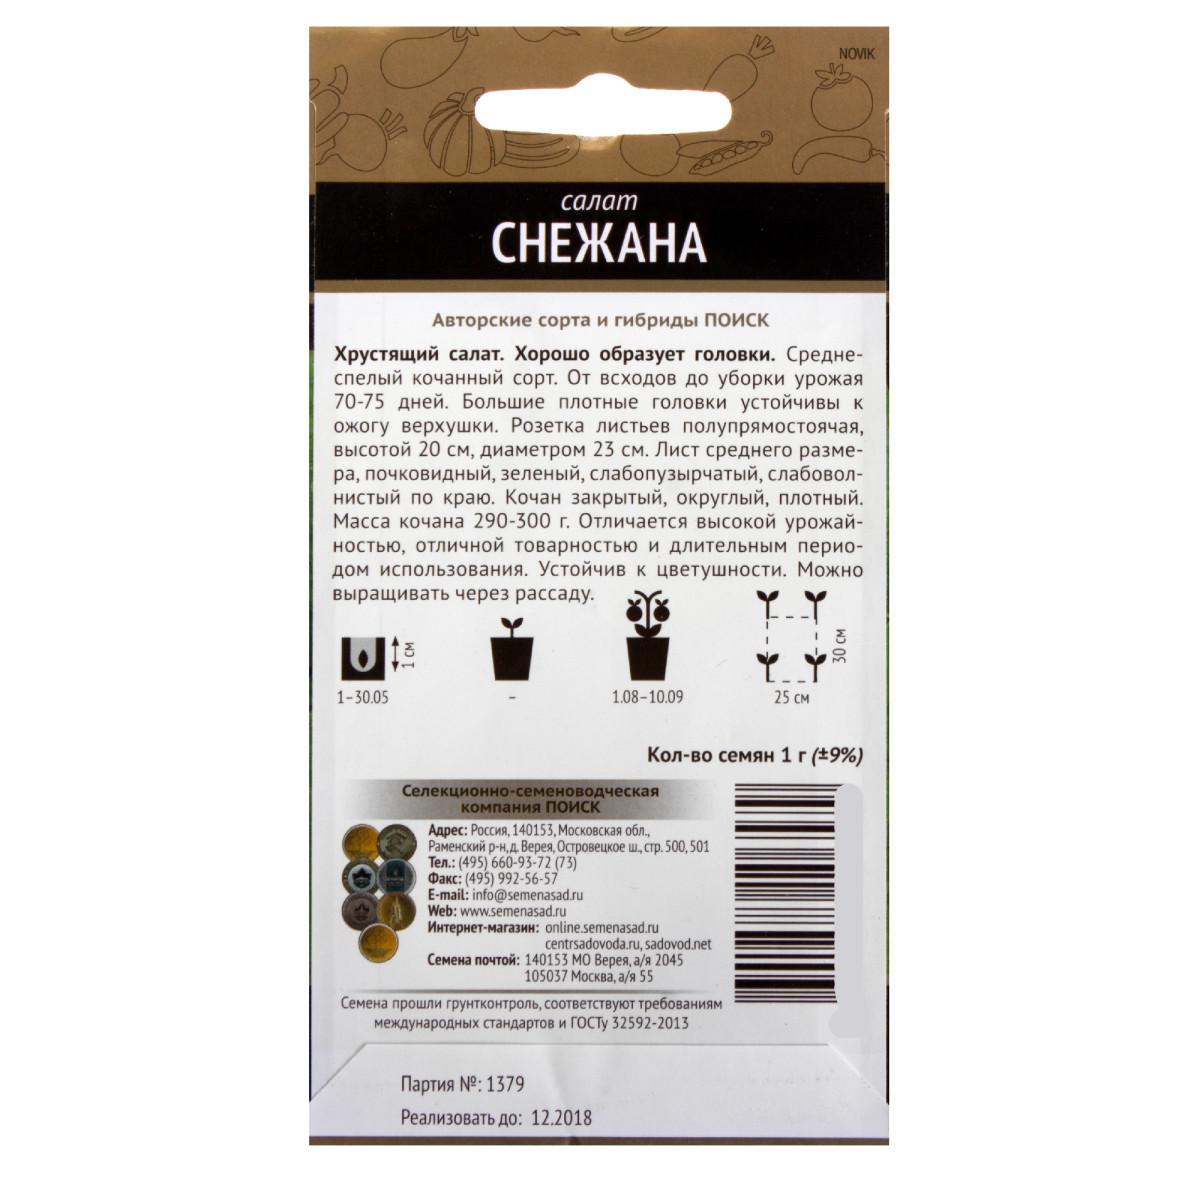 NOVIK
салат
СНЕЖАНА
Авторские сорта и гибриды ПОИСК
Хрустящий салат. Хорошо образует головки. Средне-
спелый кочанный сорт. От всходов до уборки урожая
70-75 дней. Большие плотные головки устойчивы к
ожогу верхушки. Розетка листьев полупрямостоячая,
высотой 20 см, диаметром 23 см. Лист среднего разме-
ра, почковидный, зеленый, слабопузырчатый, слабовол-
нистый по краю. Кочан закрытый, округлый, плотный.
Масса кочана 290-300 г. Отличается высокой урожай-
ностью, отличной товарностью и длительным перио-
дом использования. Устойчив к цветушности. Можно
выращивать через рассаду.
1 см
30 см
1-30.05
–
1.08-10.09
25 см
Кол-во семян 1 г (±9%)
Селекционно-семеноводческая
компания ПОИСК
Адрес: Россия, 140153, Московская обл.,
Раменский р-н, д. Верея, Островецкое ш., стр. 500, 501
Тел.: (495) 660-93-72 (73)
Факс: (495) 992-56-57
E-mail: info@semenasad.ru
Web: www.semenasad.ru
Интернет-магазин: online.semenasad.ru
centrsadovoda.ru, sadovod.net
Семена почтой: 140153 МО Верея, а/я 2045
105037 Москва, а/я 55
Семена прошли грунтконтроль, соответствуют требованиям
международных стандартов и ГОСТу 32592-2013
Партия №: 1379
Реализовать до: 12.2018